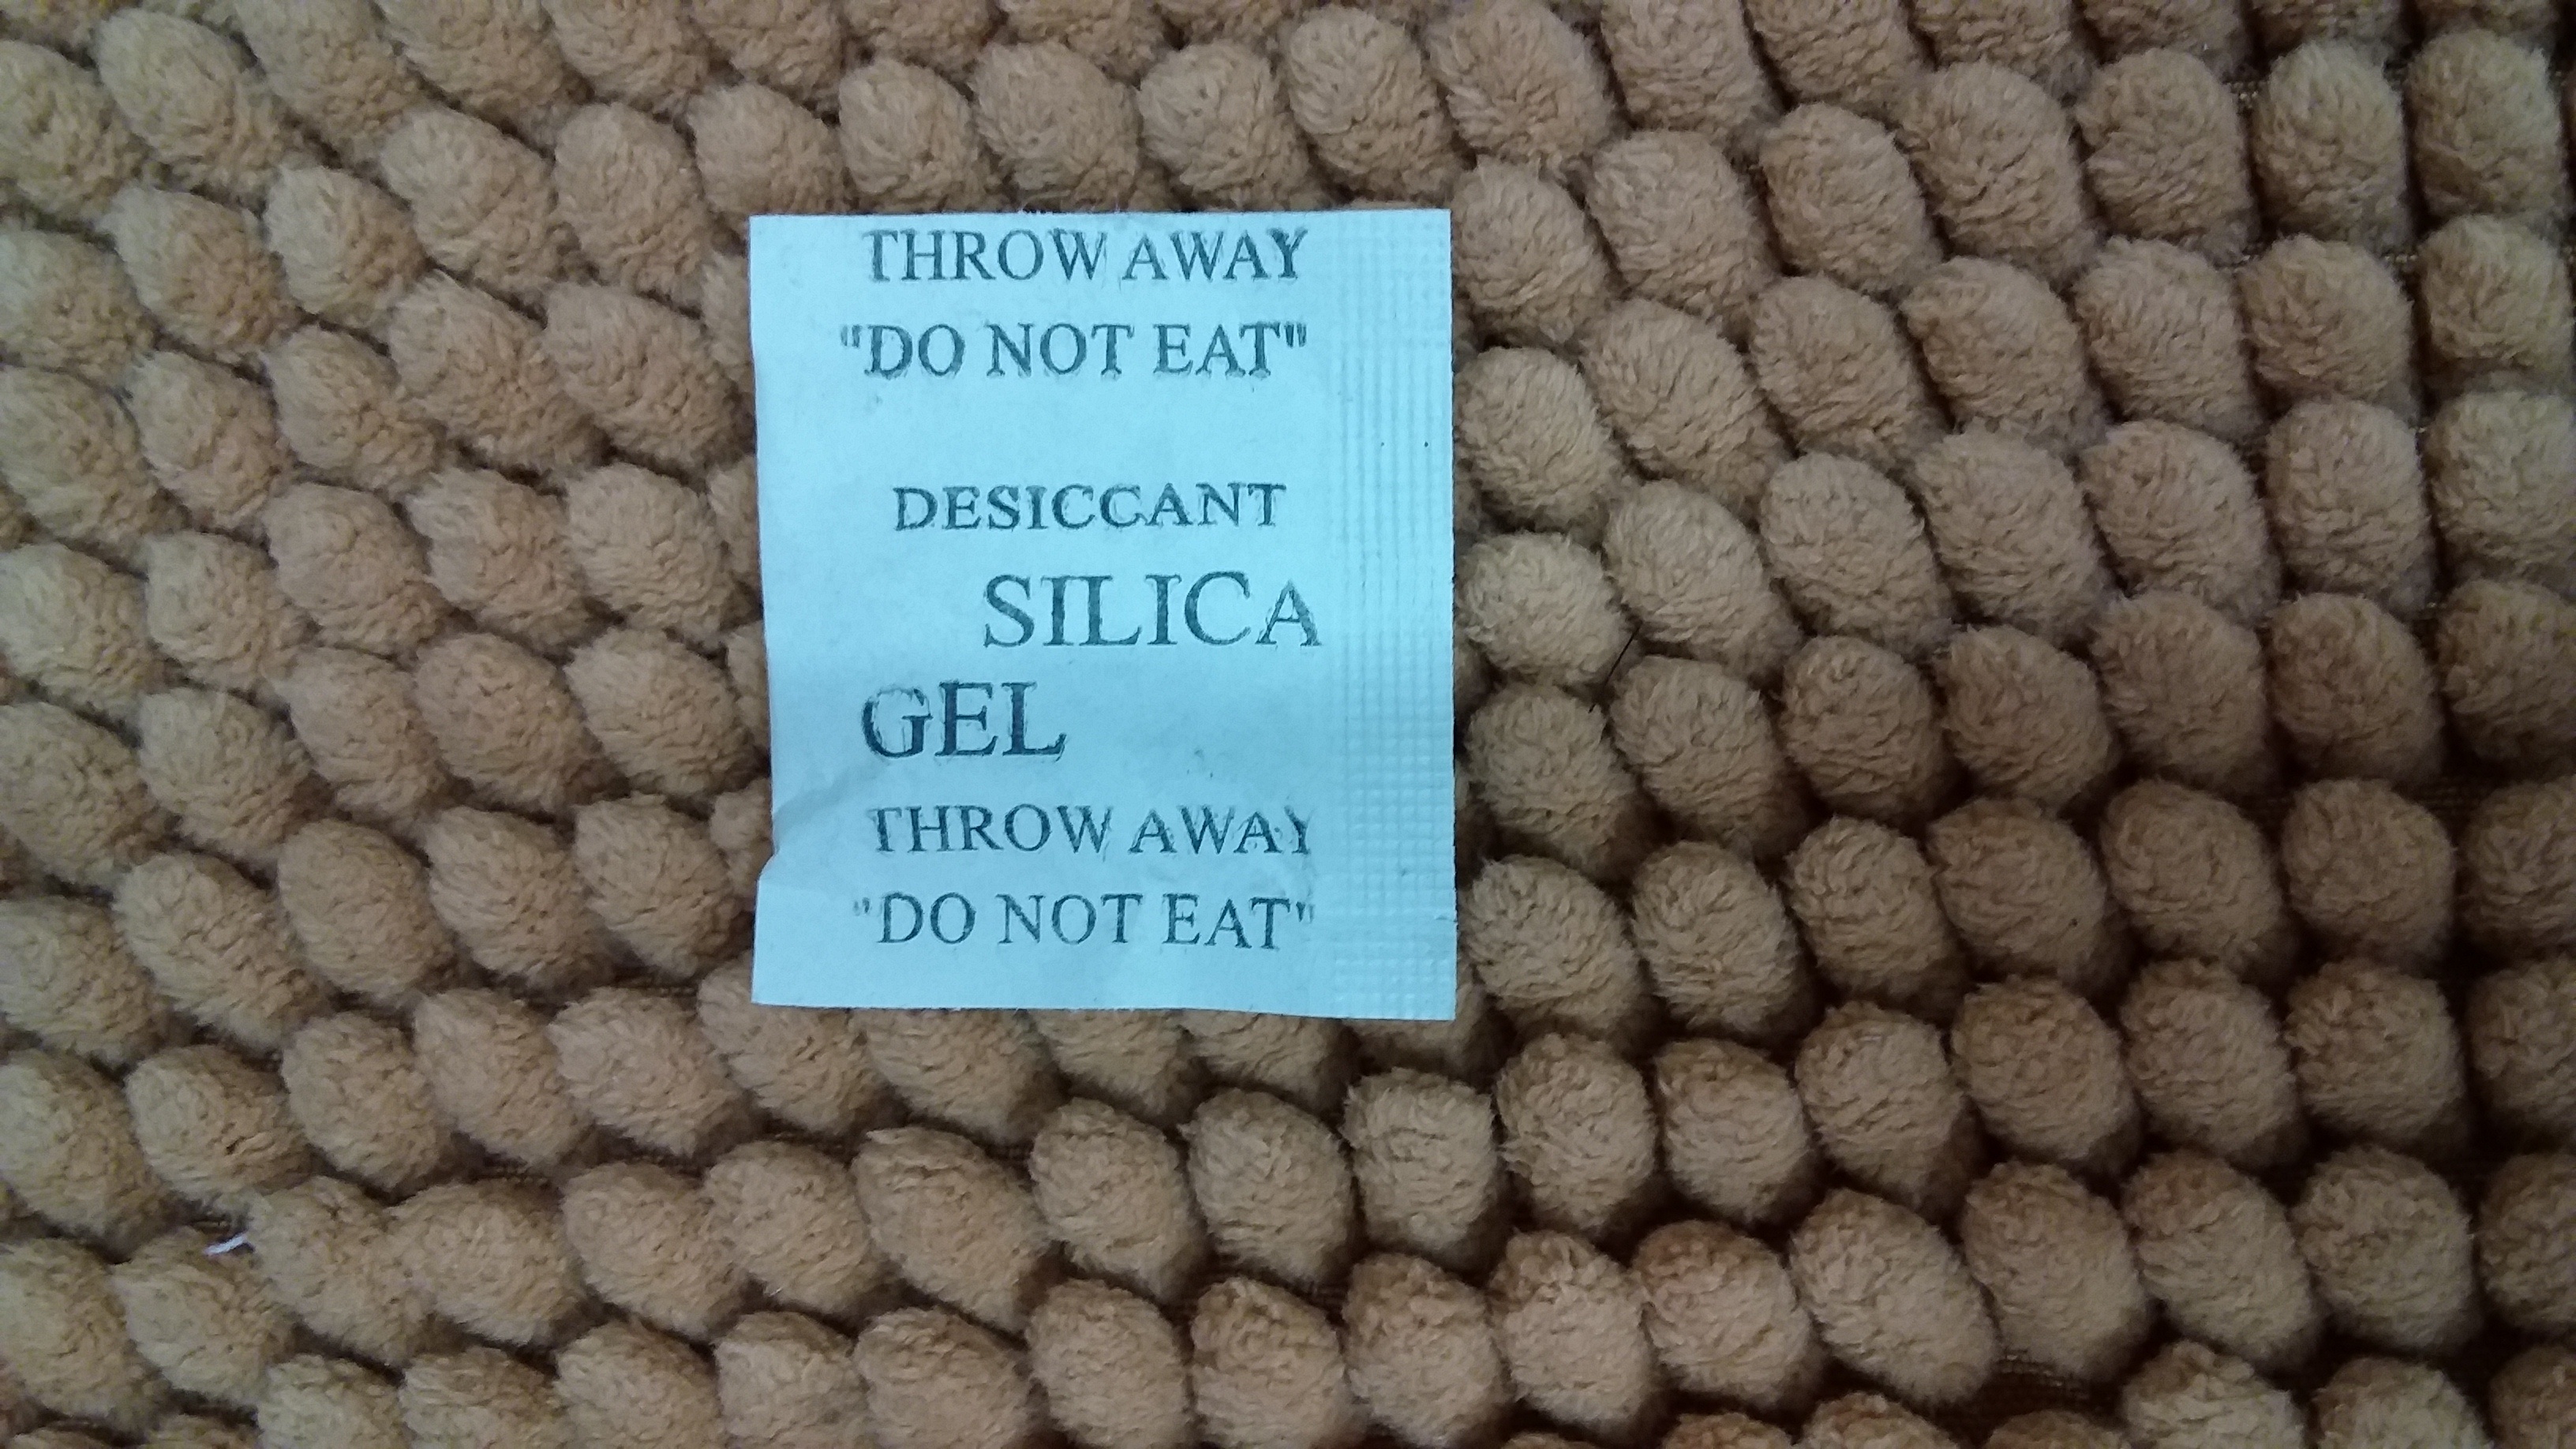 THROW AWAY
"DO NOT EAT"
DESICCANT
SILICA
GEL
THROW AWAY
"DO NOT EAT"